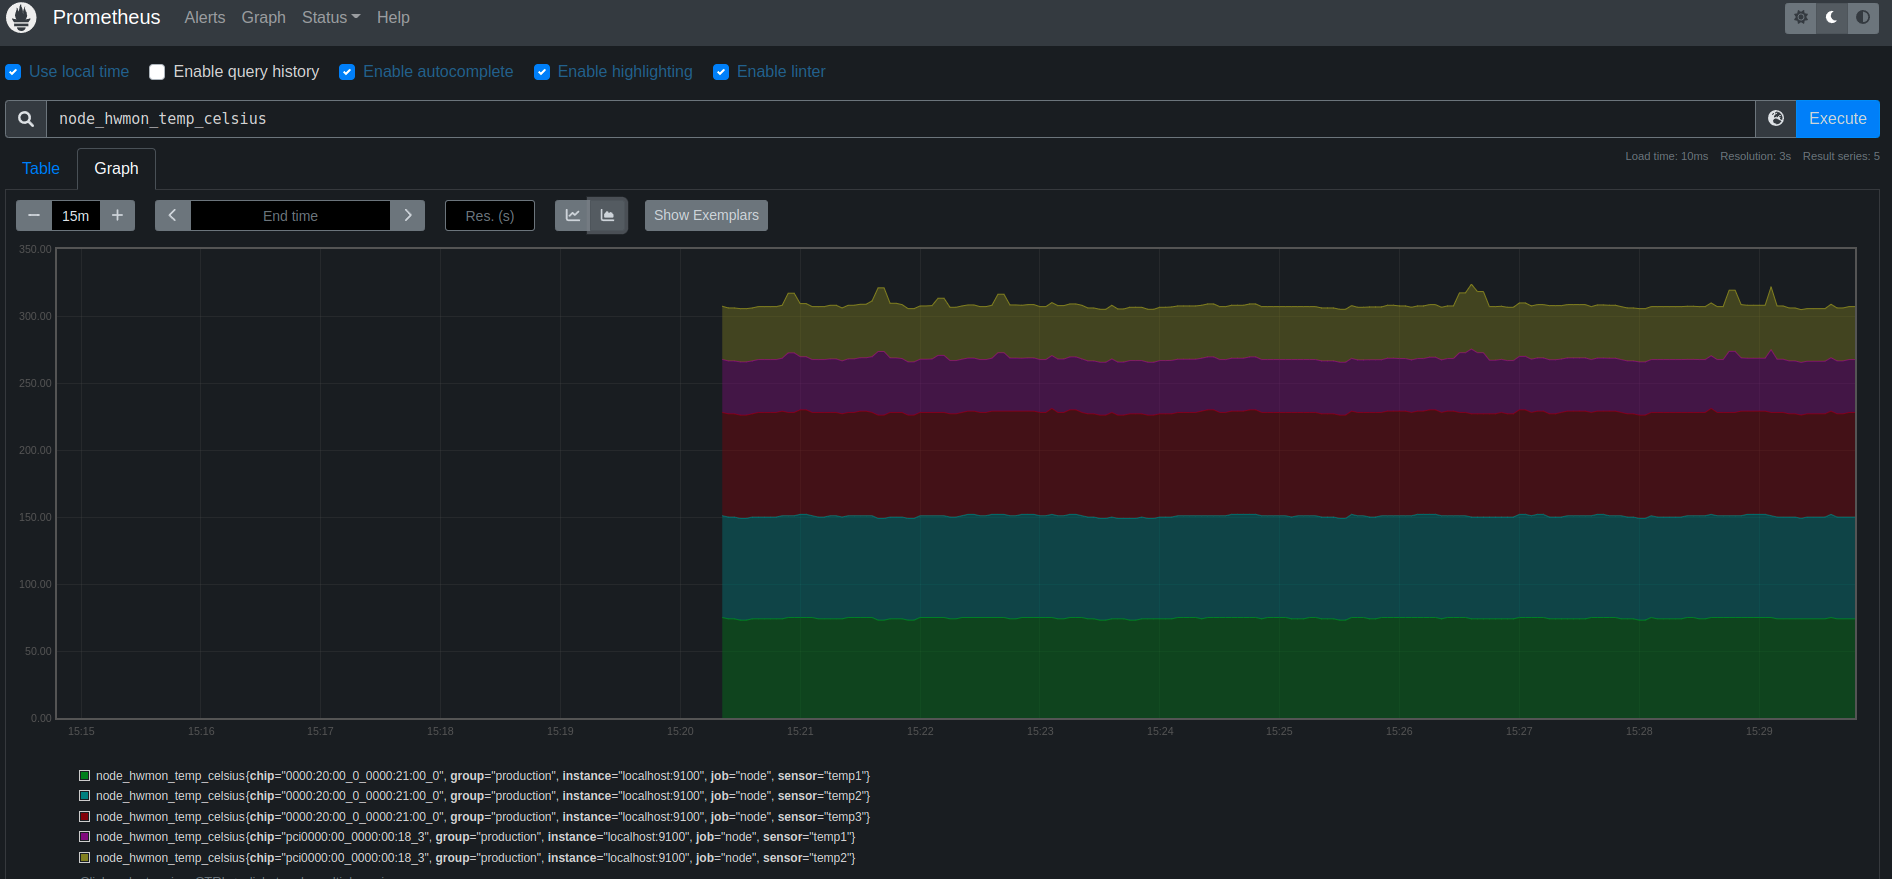 Prometheus Alerts Graph Status Help
Use local time Enable query history Enable autocomplete Enable highlighting Enable linter
node_hwmon_temp_celsius Execute
Load time: 10ms Resolution: 3s Result series: 5
Table Graph
15m End time Res. (s) Show Exemplars
350.00
300.00
250.00
200.00
150.00
100.00
50.00
0.00
15:15 15:16 15:17 15:18 15:19 15:20 15:21 15:22 15:23 15:24 15:25 15:26 15:27 15:28 15:29
node_hwmon_temp_celsius{chip="0000:20:00_0_0000:21:00_0", group="production", instance="localhost:9100", job="node", sensor="temp1"}
node_hwmon_temp_celsius{chip="0000:20:00_0_0000:21:00_0", group="production", instance="localhost:9100", job="node", sensor="temp2"}
node_hwmon_temp_celsius{chip="0000:20:00_0_0000:21:00_0", group="production", instance="localhost:9100", job="node", sensor="temp3"}
node_hwmon_temp_celsius{chip="pci0000:00_0000:00:18_3", group="production", instance="localhost:9100", job="node", sensor="temp1"}
node_hwmon_temp_celsius{chip="pci0000:00_0000:00:18_3", group="production", instance="localhost:9100", job="node", sensor="temp2"}